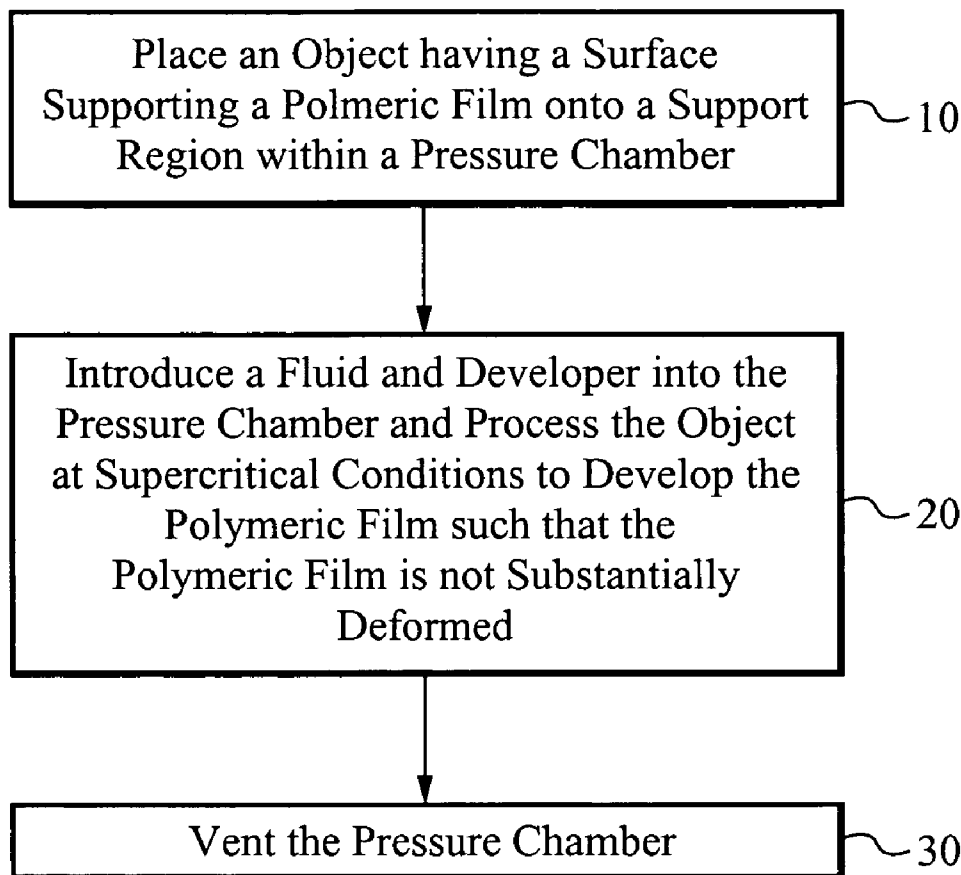 Place an Object having a Surface
Supporting a Polmeric Film onto a Support
Region within a Pressure Chamber
10
Introduce a Fluid and Developer into the
Pressure Chamber and Process the Object
at Supercritical Conditions to Develop the
Polymeric Film such that the
Polymeric Film is not Substantially
Deformed
20
Vent the Pressure Chamber
30